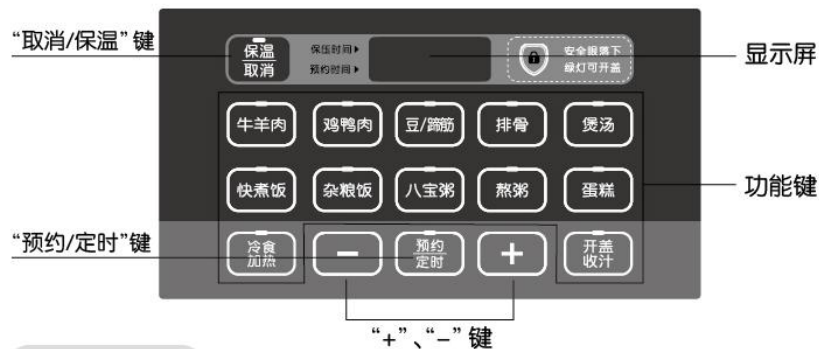 “取消/保温”键
保温
取消
保压时间▶
预约时间▶
安全眼落下
绿灯可开盖
显示屏
牛羊肉
鸡鸭肉
豆/蹄筋
排骨
煲汤
快煮饭
杂粮饭
八宝粥
熬粥
蛋糕
功能键
“预约/定时”键
冷食
加热
−
预约
定时
+
开盖
收汁
“+”、“−”键